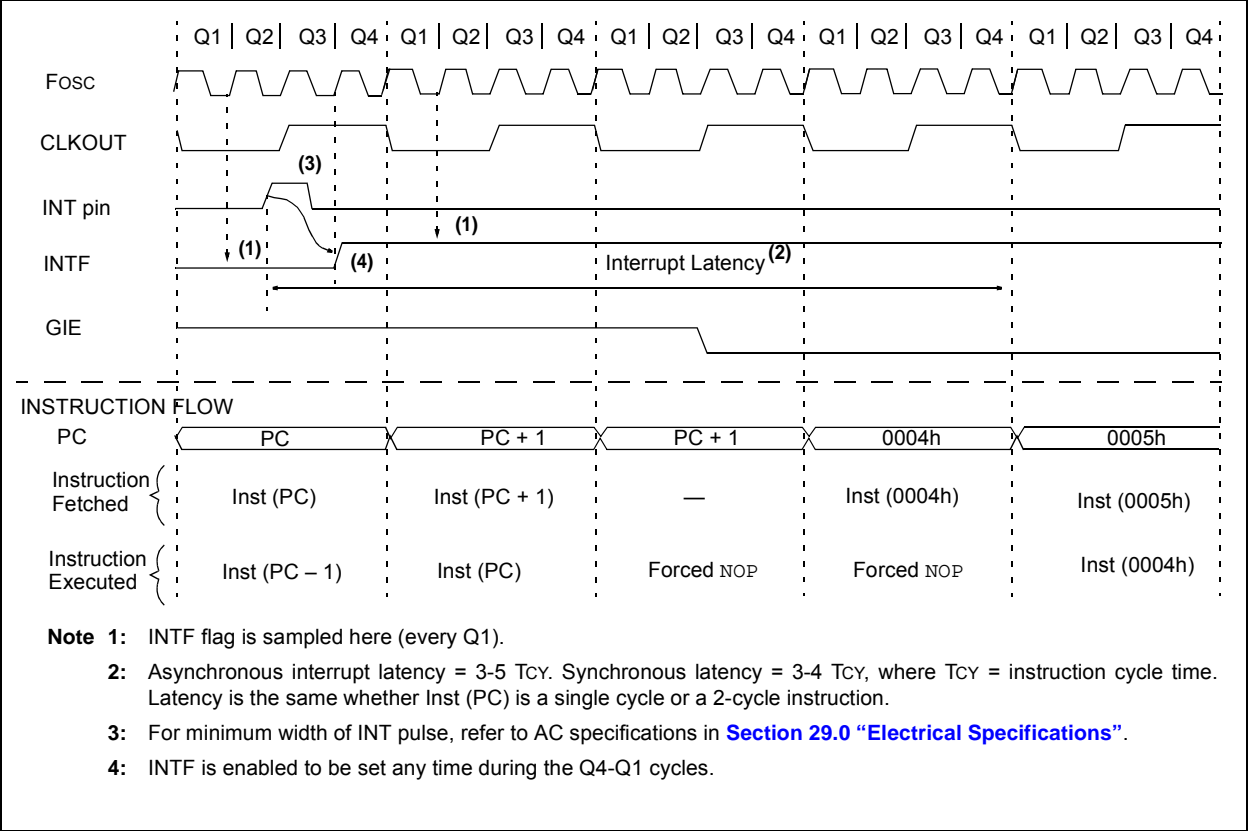 Q1 Q2 Q3 Q4 Q1 Q2 Q3 Q4 Q1 Q2 Q3 Q4 Q1 Q2 Q3 Q4 Q1 Q2 Q3 Q4
FOSC
CLKOUT
(3)
INT pin
(1)
(1)
INTF
(4)
Interrupt Latency (2)
GIE
INSTRUCTION FLOW
PC PC PC + 1 PC + 1 0004h 0005h
Instruction
Fetched
Inst (PC) Inst (PC + 1) — Inst (0004h) Inst (0005h)
Instruction
Executed
Inst (PC – 1) Inst (PC) Forced NOP Forced NOP Inst (0004h)
Note 1: INTF flag is sampled here (every Q1).
2: Asynchronous interrupt latency = 3-5 TCY. Synchronous latency = 3-4 TCY, where TCY = instruction cycle time.
Latency is the same whether Inst (PC) is a single cycle or a 2-cycle instruction.
3: For minimum width of INT pulse, refer to AC specifications in Section 29.0 “Electrical Specifications”.
4: INTF is enabled to be set any time during the Q4-Q1 cycles.